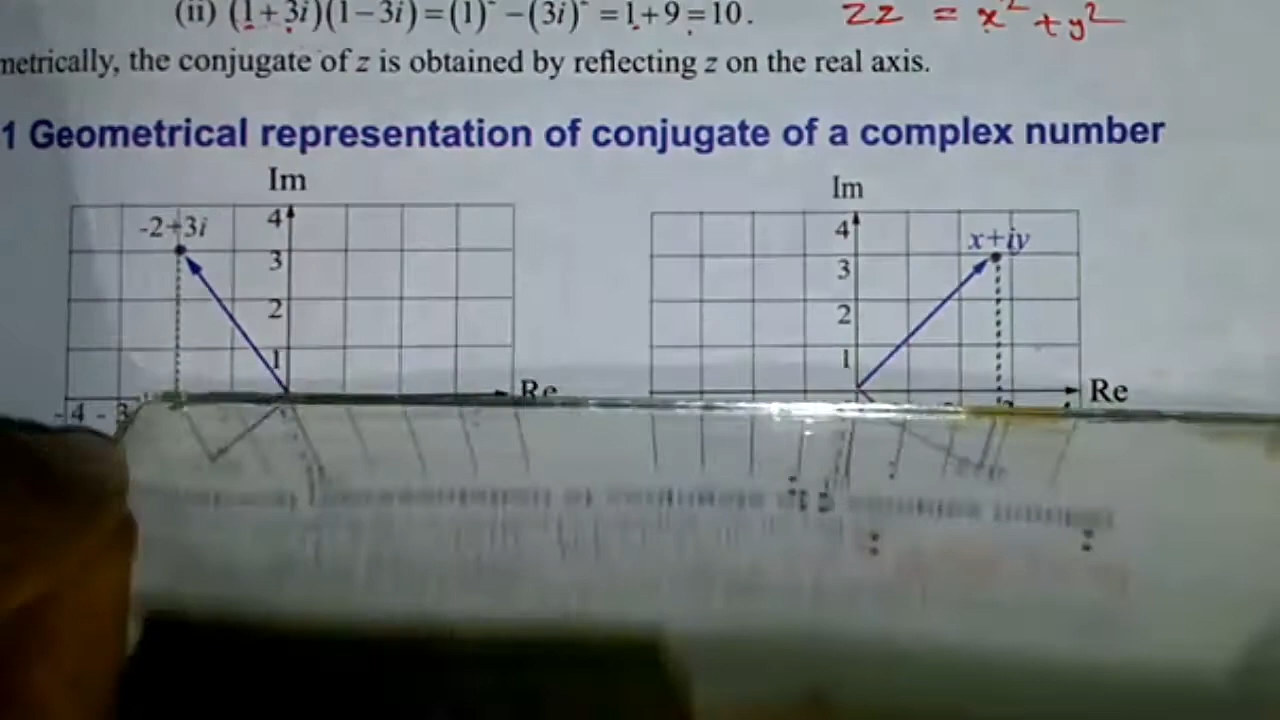 (ii) (1+3i)(1−3i)=(1)²−(3i)²=1+9=10. zz = x²+y²
metrically, the conjugate of z is obtained by reflecting z on the real axis.
1 Geometrical representation of conjugate of a complex number
Im Im
-2+3i 4 4 x+iy
3 3
2 2
1 1
Re Re
-4 -3